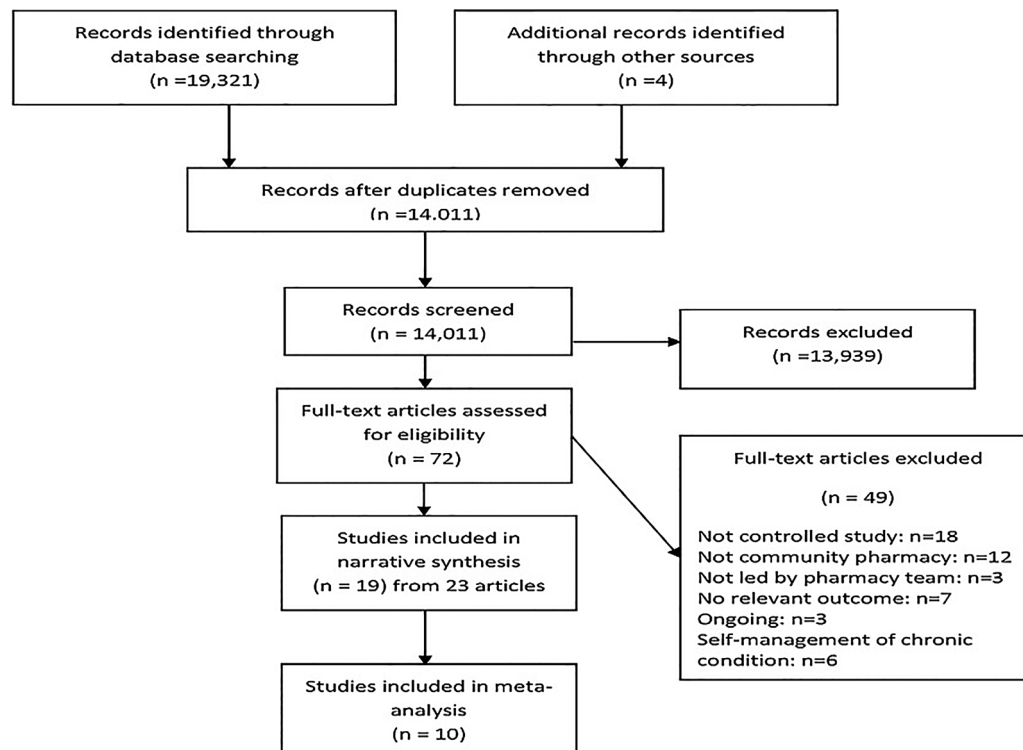 Records identified through
database searching
(n =19,321)
Additional records identified
through other sources
(n =4)
Records after duplicates removed
(n =14,011)
Records screened
(n = 14,011)
Records excluded
(n =13,939)
Full-text articles assessed
for eligibility
(n = 72)
Full-text articles excluded
(n = 49)
Not controlled study: n=18
Not community pharmacy: n=12
Not led by pharmacy team: n=3
No relevant outcome: n=7
Ongoing: n=3
Self-management of chronic
condition: n=6
Studies included in
narrative synthesis
(n = 19) from 23 articles
Studies included in meta-
analysis
(n = 10)